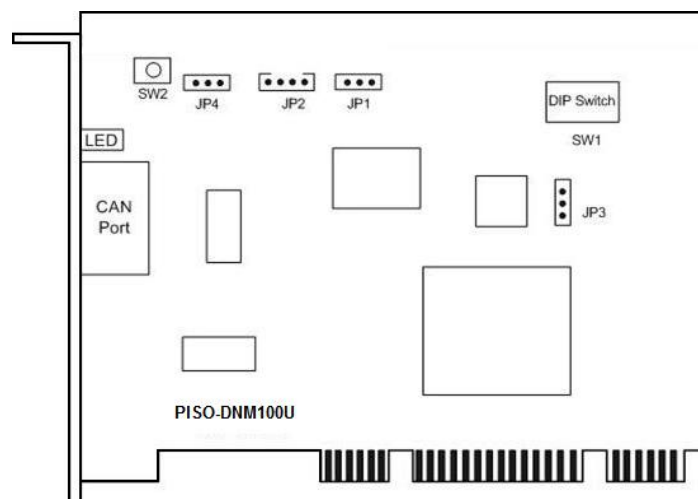 SW2
JP4
JP2
JP1
DIP Switch
SW1
LED
CAN
Port
JP3
PISO-DNM100U